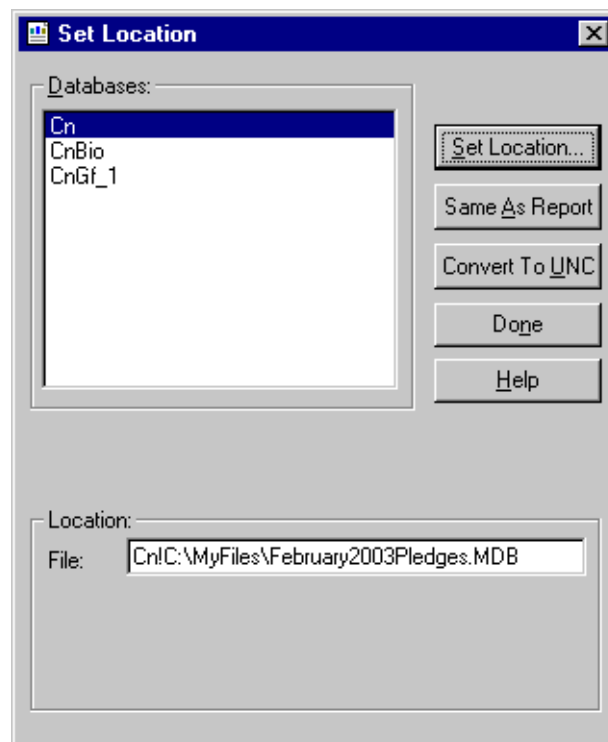 Set Location
Databases:
Cn
CnBio
CnGf_1
Set Location...
Same As Report
Convert To UNC
Done
Help
Location:
File: Cn!C:\MyFiles\February2003Pledges.MDB